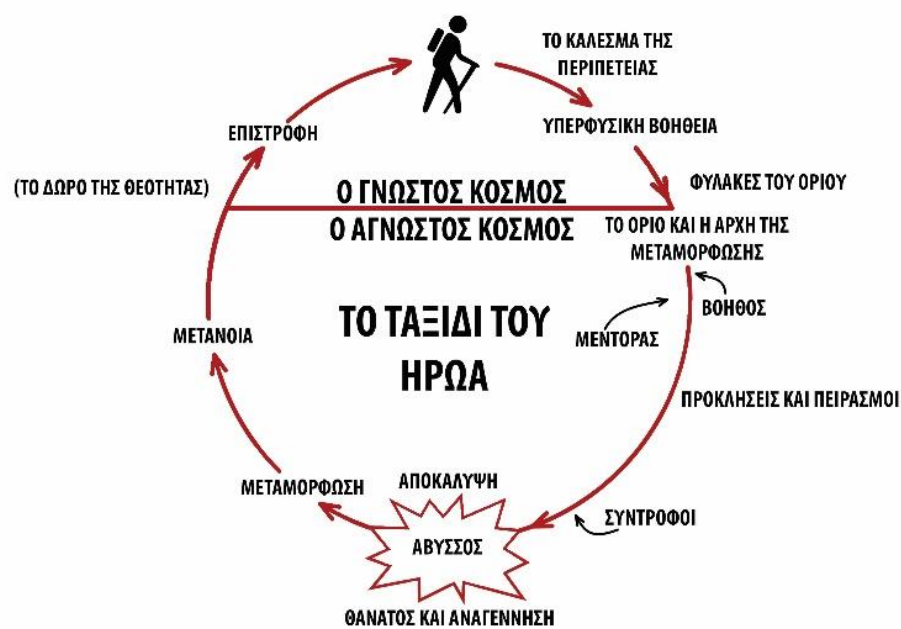 ΤΟ ΚΑΛΕΣΜΑ ΤΗΣ
ΠΕΡΙΠΕΤΕΙΑΣ
ΥΠΕΡΦΥΣΙΚΗ ΒΟΗΘΕΙΑ
ΕΠΙΣΤΡΟΦΗ
(ΤΟ ΔΩΡΟ ΤΗΣ ΘΕΟΤΗΤΑΣ)
ΦΥΛΑΚΕΣ ΤΟΥ ΟΡΙΟΥ
Ο ΓΝΩΣΤΟΣ ΚΟΣΜΟΣ
Ο ΑΓΝΩΣΤΟΣ ΚΟΣΜΟΣ
ΤΟ ΟΡΙΟ ΚΑΙ Η ΑΡΧΗ ΤΗΣ
ΜΕΤΑΜΟΡΦΩΣΗΣ
ΒΟΗΘΟΣ
ΜΕΝΤΟΡΑΣ
ΤΟ ΤΑΞΙΔΙ ΤΟΥ
ΗΡΩΑ
ΜΕΤΑΝΟΙΑ
ΠΡΟΚΛΗΣΕΙΣ ΚΑΙ ΠΕΙΡΑΣΜΟΙ
ΑΠΟΚΑΛΥΨΗ
ΜΕΤΑΜΟΡΦΩΣΗ
ΣΥΝΤΡΟΦΟΙ
ΑΒΥΣΣΟΣ
ΘΑΝΑΤΟΣ ΚΑΙ ΑΝΑΓΕΝΝΗΣΗ